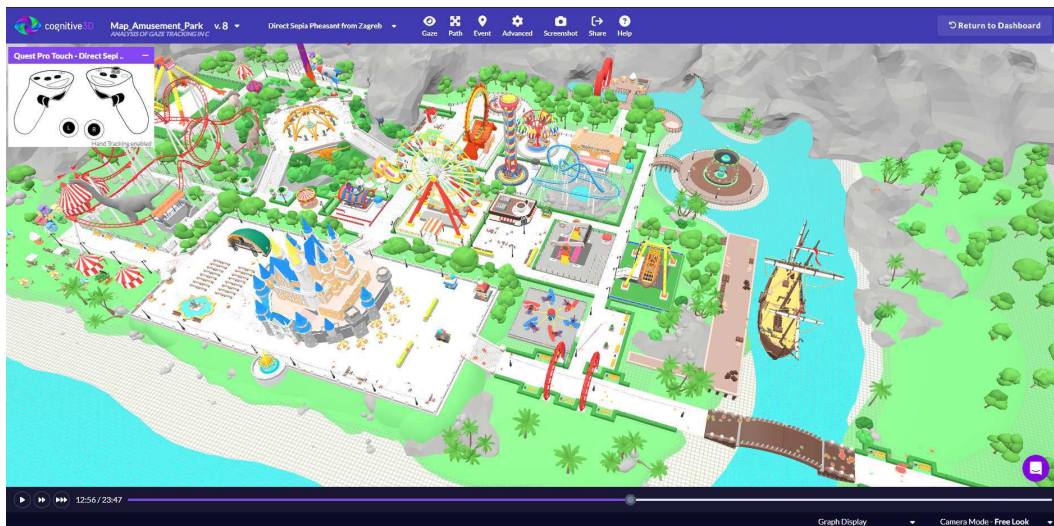 cognitive3D
Map_Amusement_Park v. 8
ANALYSIS OF GAZE TRACKING IN C
Direct Sepia Pheasant from Zagreb
Gaze Path Event Advanced Screenshot Share Help
Return to Dashboard
Quest Pro Touch - Direct Sepi ..
L R
Hand Tracking enabled
12:56 / 23:47
Graph Display
Camera Mode - Free Look